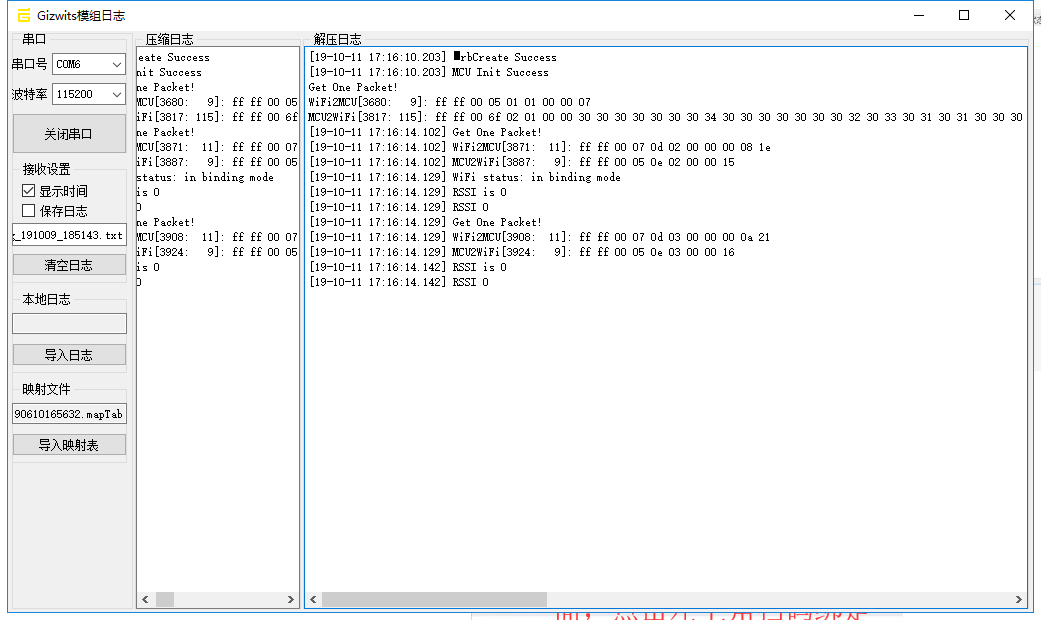 Gizwits模组日志
串口
串口号 COM6
波特率 115200
关闭串口
接收设置
显示时间
保存日志
_191009_185143.txt
清空日志
本地日志
导入日志
映射文件
90610165632.mapTab
导入映射表
压缩日志
eate Success
nit Success
ne Packet!
MCU[3680:   9]: ff ff 00 05
iFi[3817: 115]: ff ff 00 6f
ne Packet!
MCU[3871:  11]: ff ff 00 07
iFi[3887:   9]: ff ff 00 05
status: in binding mode
is 0
0
ne Packet!
MCU[3908:  11]: ff ff 00 07
iFi[3924:   9]: ff ff 00 05
is 0
0
解压日志
[19-10-11 17:16:10.203] rbCreate Success
[19-10-11 17:16:10.203] MCU Init Success
Get One Packet!
WiFi2MCU[3680:   9]: ff ff 00 05 01 01 00 00 07
MCU2WiFi[3817: 115]: ff ff 00 6f 02 01 00 00 30 30 30 30 30 30 30 34 30 30 30 30 30 30 30 32 30 33 30 31 30 31 30 30 30
[19-10-11 17:16:14.102] Get One Packet!
[19-10-11 17:16:14.102] WiFi2MCU[3871:  11]: ff ff 00 07 0d 02 00 00 00 08 1e
[19-10-11 17:16:14.102] MCU2WiFi[3887:   9]: ff ff 00 05 0e 02 00 00 15
[19-10-11 17:16:14.129] WiFi status: in binding mode
[19-10-11 17:16:14.129] RSSI is 0
[19-10-11 17:16:14.129] RSSI 0
[19-10-11 17:16:14.129] Get One Packet!
[19-10-11 17:16:14.129] WiFi2MCU[3908:  11]: ff ff 00 07 0d 03 00 00 00 0a 21
[19-10-11 17:16:14.129] MCU2WiFi[3924:   9]: ff ff 00 05 0e 03 00 00 16
[19-10-11 17:16:14.142] RSSI is 0
[19-10-11 17:16:14.142] RSSI 0